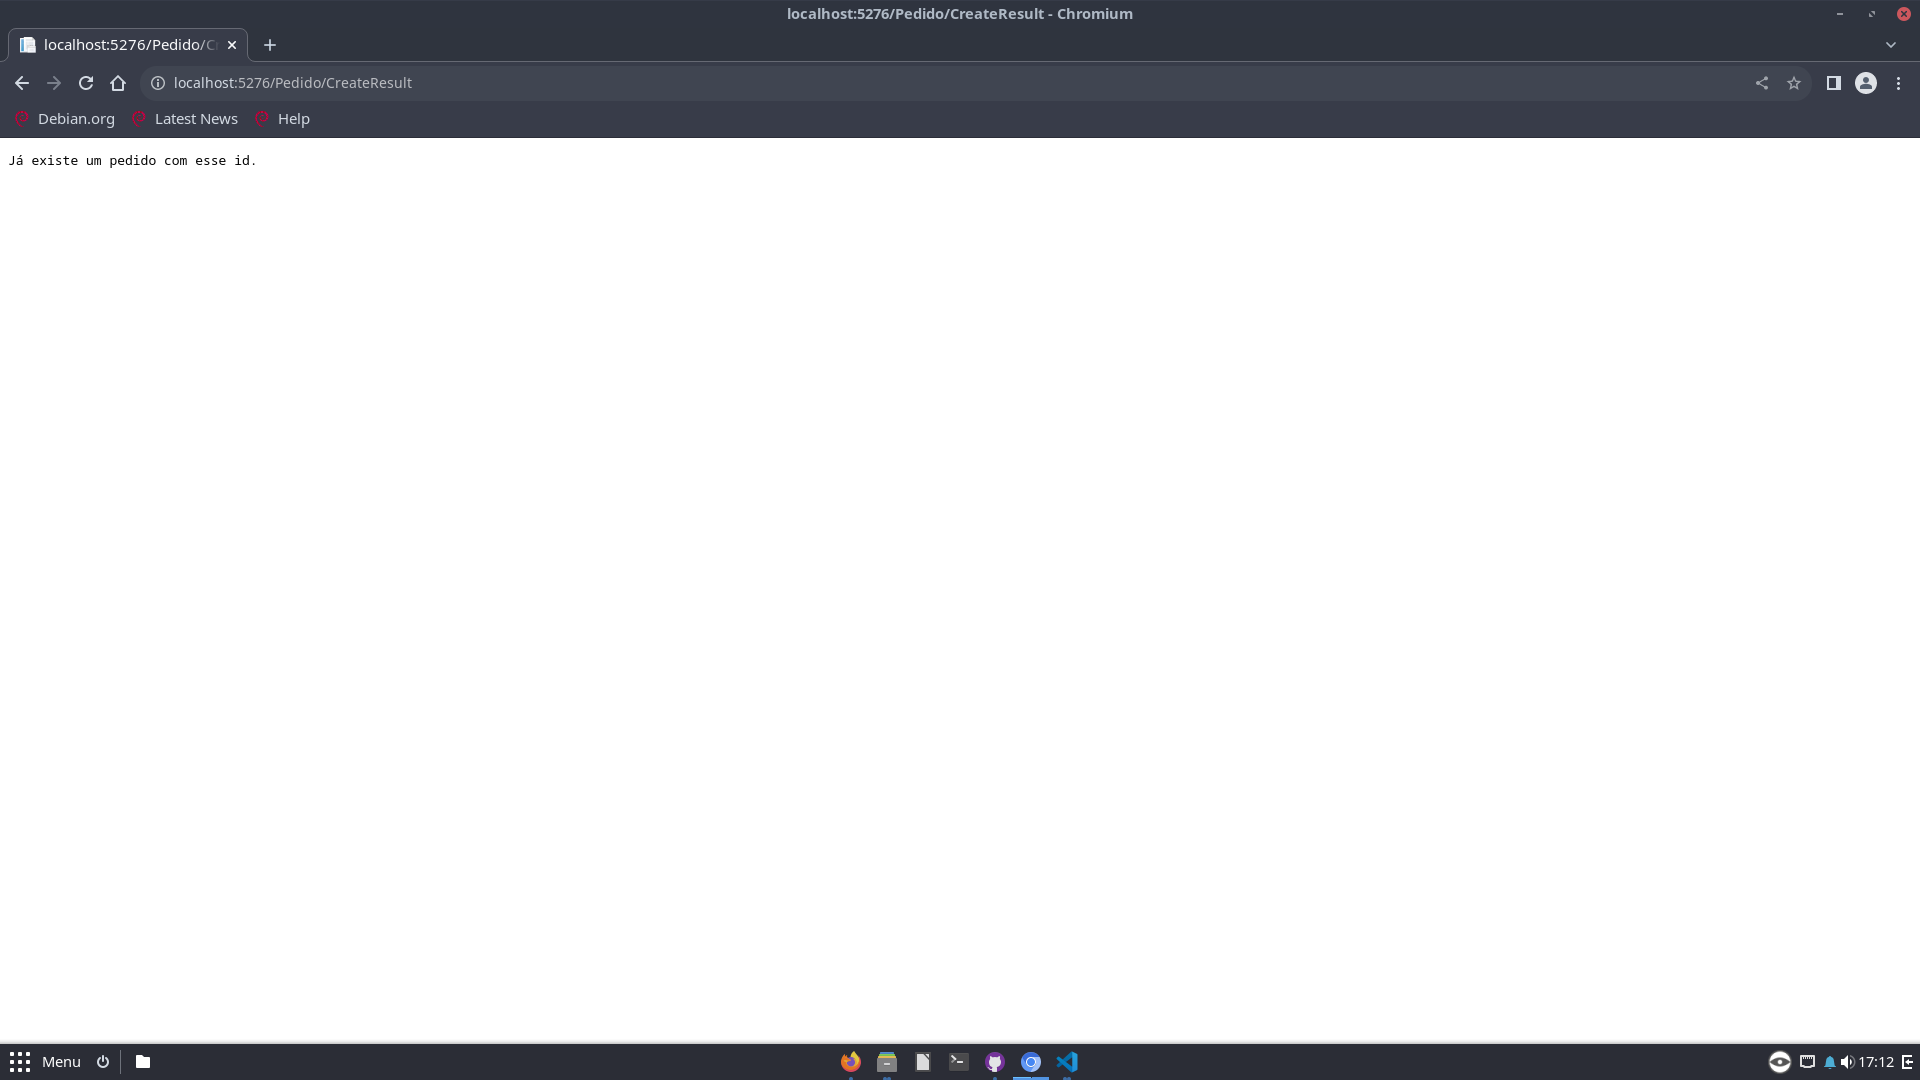 localhost:5276/Pedido/CreateResult - Chromium
localhost:5276/Pedido/C
localhost:5276/Pedido/CreateResult
Debian.org Latest News Help
Já existe um pedido com esse id.
Menu 17:12